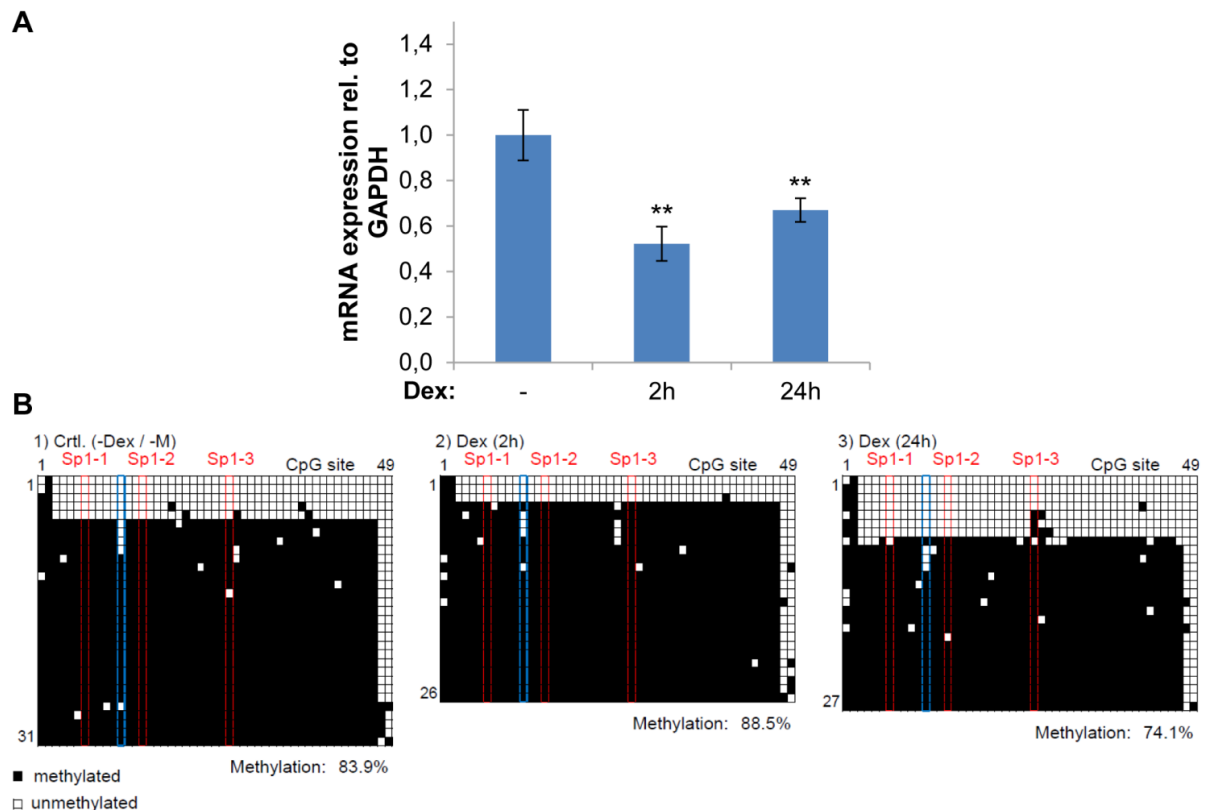 A
mRNA expression rel. to
GAPDH
1,4
1,2
1,0
0,8
0,6
0,4
0,2
0,0
**
**
Dex: - 2h 24h
B
1) Crtl. (-Dex / -M)
Sp1-1 Sp1-2 Sp1-3
1 CpG site 49
1
31
Methylation: 83.9%
2) Dex (2h)
Sp1-1 Sp1-2 Sp1-3
1 CpG site 49
1
26
Methylation: 88.5%
3) Dex (24h)
Sp1-1 Sp1-2 Sp1-3
1 CpG site 49
1
27
Methylation: 74.1%
methylated
unmethylated